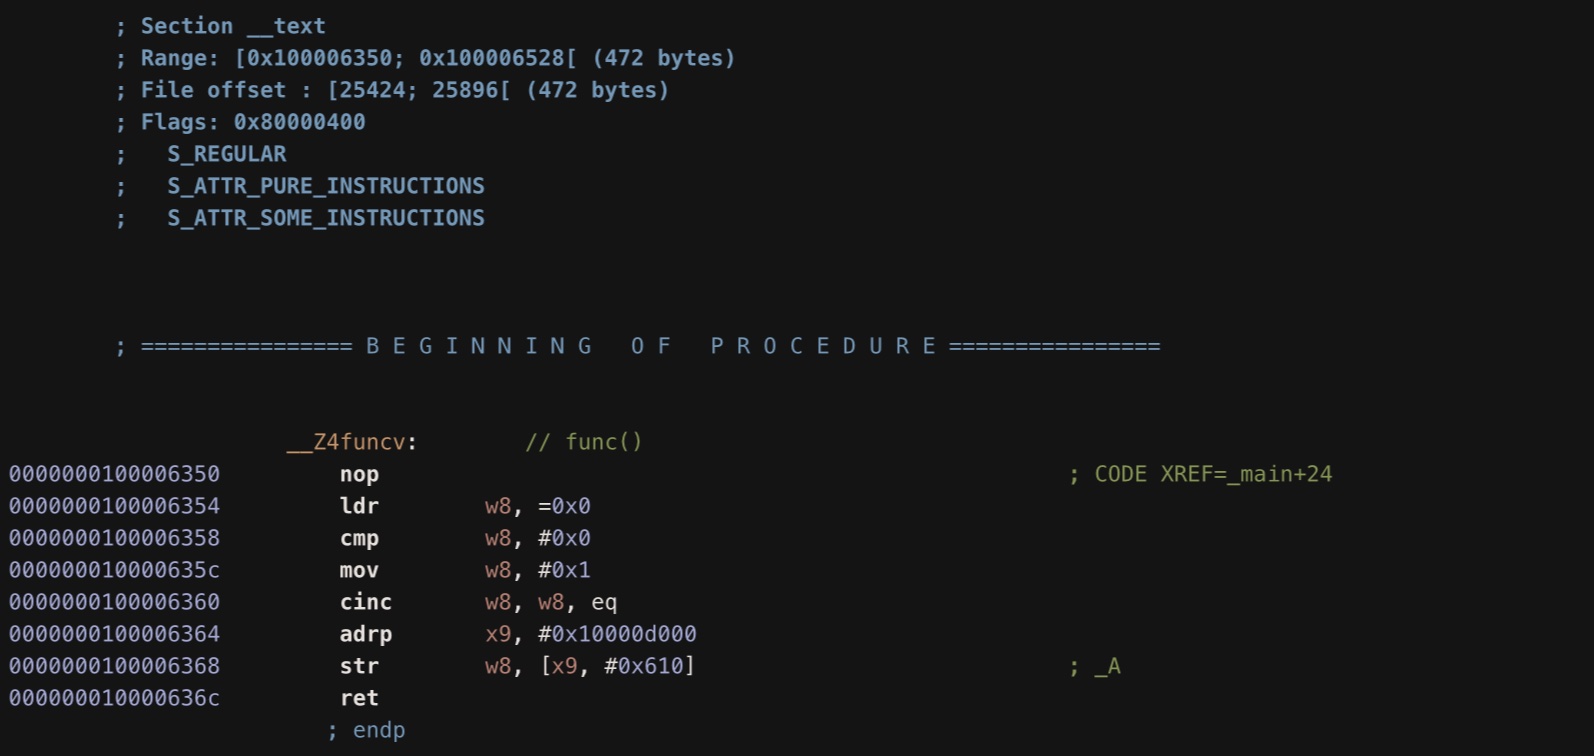 ; Section __text
; Range: [0x100006350; 0x100006528[ (472 bytes)
; File offset : [25424; 25896[ (472 bytes)
; Flags: 0x80000400
;   S_REGULAR
;   S_ATTR_PURE_INSTRUCTIONS
;   S_ATTR_SOME_INSTRUCTIONS
; ================ B E G I N N I N G   O F   P R O C E D U R E ================
__Z4funcv:        // func()
0000000100006350         nop                                                    ; CODE XREF=_main+24
0000000100006354         ldr        w8, =0x0
0000000100006358         cmp        w8, #0x0
000000010000635c         mov        w8, #0x1
0000000100006360         cinc       w8, w8, eq
0000000100006364         adrp       x9, #0x10000d000
0000000100006368         str        w8, [x9, #0x610]                            ; _A
000000010000636c         ret
; endp